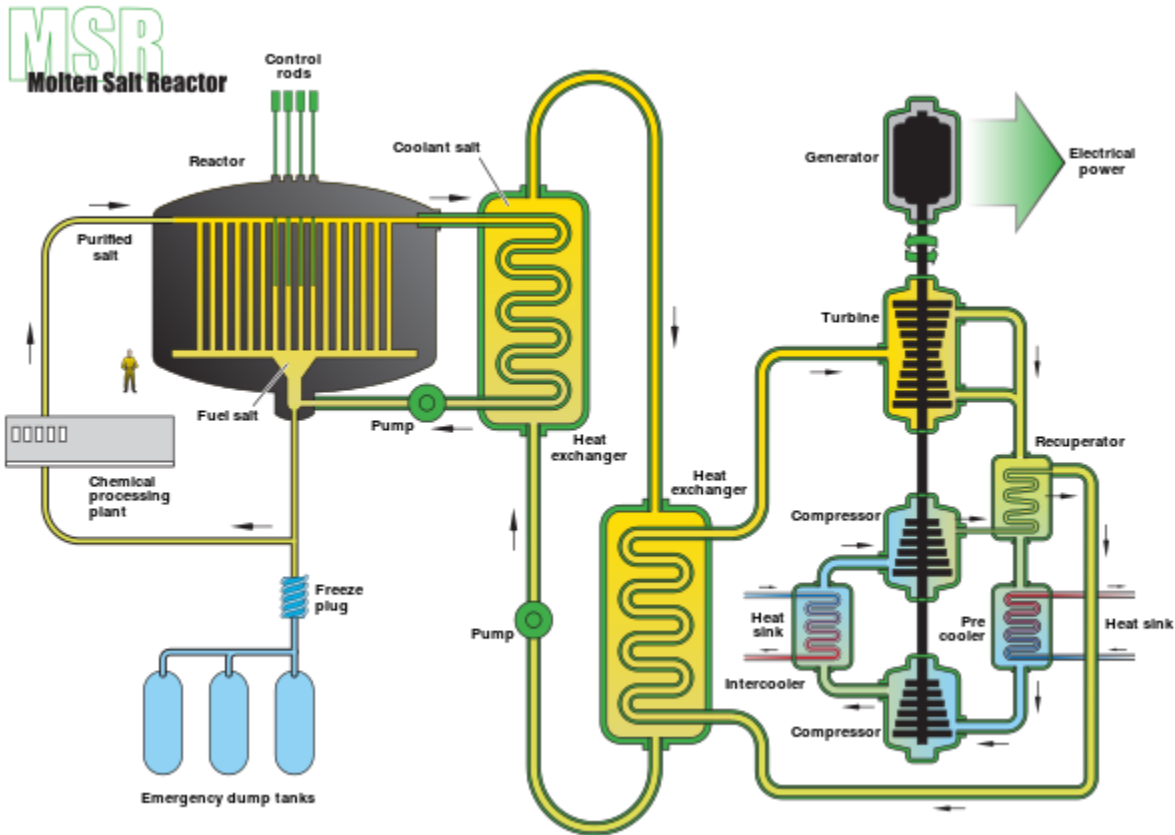 MSR
Molten Salt Reactor
Control
rods
Reactor
Coolant salt
Generator
Electrical
power
Purified
salt
Turbine
Fuel salt
Pump
Heat
exchanger
Recuperator
Heat
exchanger
Chemical
processing
plant
Compressor
Freeze
plug
Pump
Heat
sink
Pre
cooler
Heat sink
Intercooler
Compressor
Emergency dump tanks